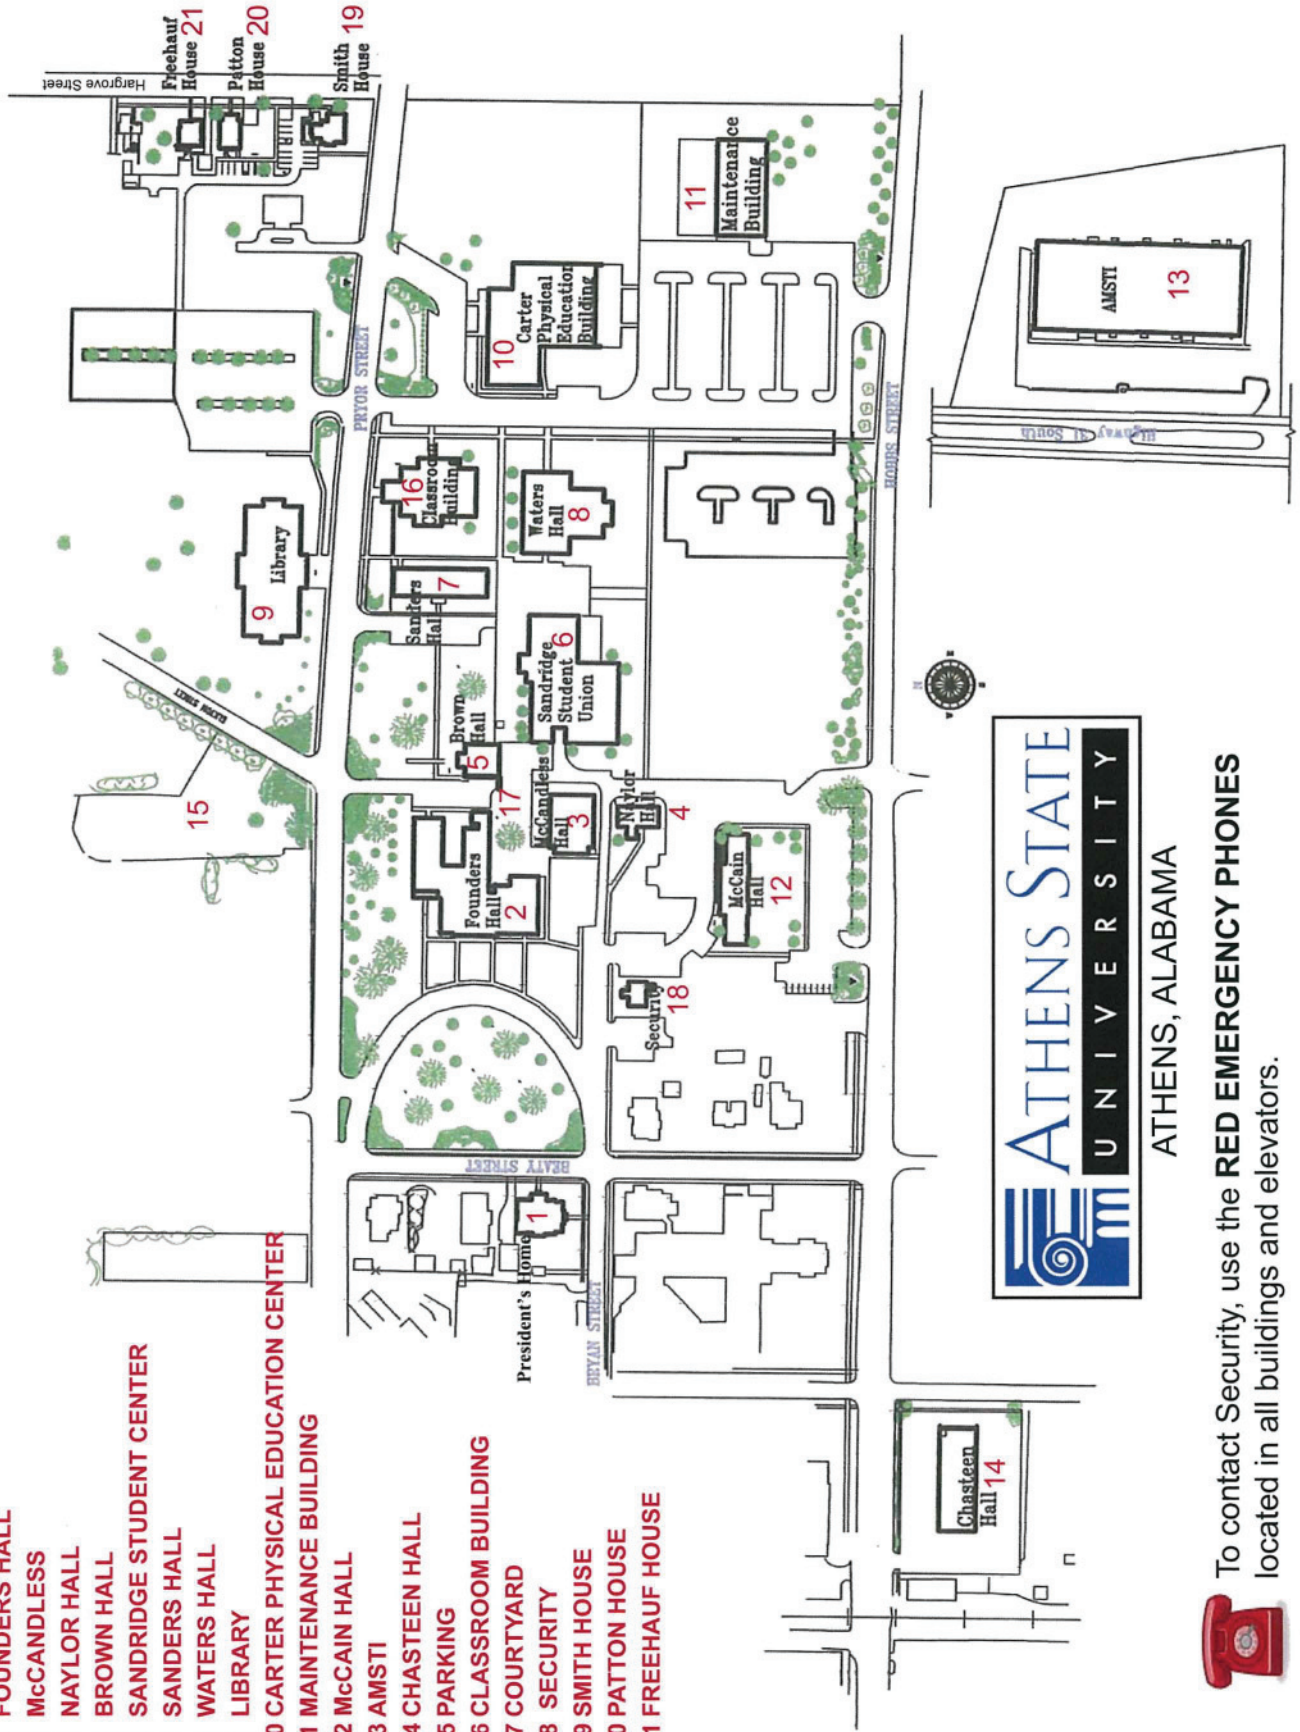 FOUNDERS HALL
McCANDLESS
NAYLOR HALL
BROWN HALL
SANDRIDGE STUDENT CENTER
SANDERS HALL
WATERS HALL
LIBRARY
0 CARTER PHYSICAL EDUCATION CENTER
1 MAINTENANCE BUILDING
2 McCAIN HALL
3 AMSTI
4 CHASTEEN HALL
5 PARKING
6 CLASSROOM BUILDING
7 COURTYARD
8 SECURITY
9 SMITH HOUSE
0 PATTON HOUSE
1 FREEHAUF HOUSE
Hargrove Street
Freehauf
House 21
Patton
House 20
Smith 19
House
15
9
Library
PRYOR STREET
16
Classroom
Building
Sanders
Hall
7
10
Carter
Physical
Education
Building
Waters
Hall
8
Brown
Hall
5
17
Sandridge
Student
Union
6
McCandless
Hall
3
Founders
Hall
2
Naylor
Hall
4
11
Maintenance
Building
McCain
Hall
12
Security
18
BEATY STREET
President's Home
1
BRYAN STREET
HOBBS STREET
Highway 31 South
AMSTI
13
Chasteen
Hall
14
ATHENS STATE
UNIVERSITY
ATHENS, ALABAMA
To contact Security, use the RED EMERGENCY PHONES
located in all buildings and elevators.